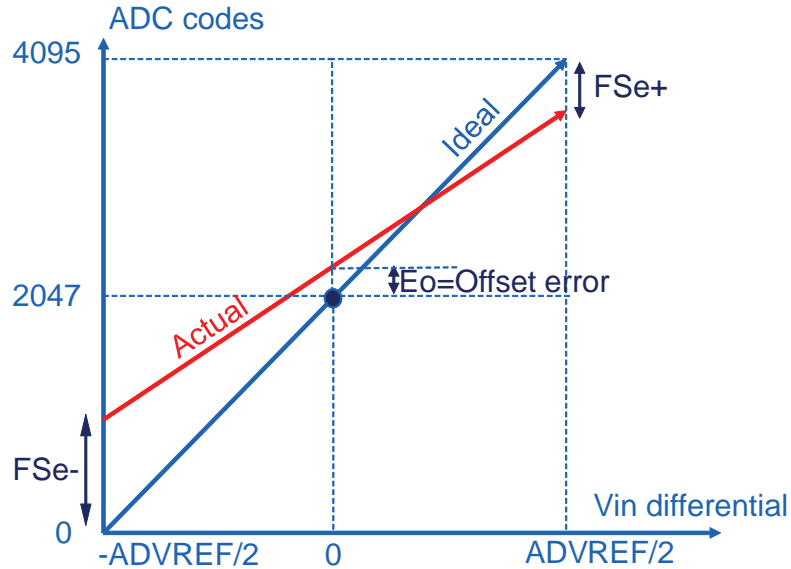 ADC codes
4095
FSe+
Ideal
Eo=Offset error
2047
Actual
FSe-
Vin differential
0
-ADVREF/2
0
ADVREF/2